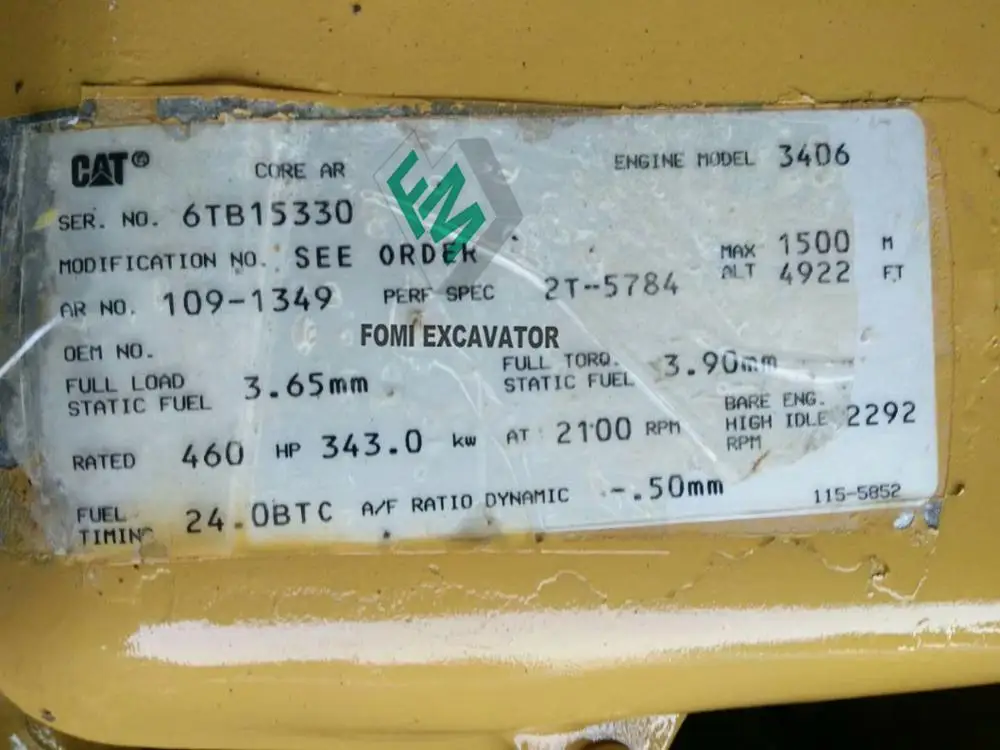 CAT® CORE AR ENGINE MODEL 3406
SER. NO. 6TB15330
MODIFICATION NO. SEE ORDER MAX 1500 M
ALT 4922 FT
AR NO. 109-1349 PERF SPEC 2T-5784
FM
FOMI EXCAVATOR
OEM NO.
FULL LOAD
STATIC FUEL 3.65mm
FULL TORQ.
STATIC FUEL 3.90mm
RATED 460 HP 343.0 kw AT 2100 RPM
BARE ENG.
HIGH IDLE 2292
RPM
FUEL
TIMING 24.0BTC A/F RATIO DYNAMIC -.50mm 115-5852